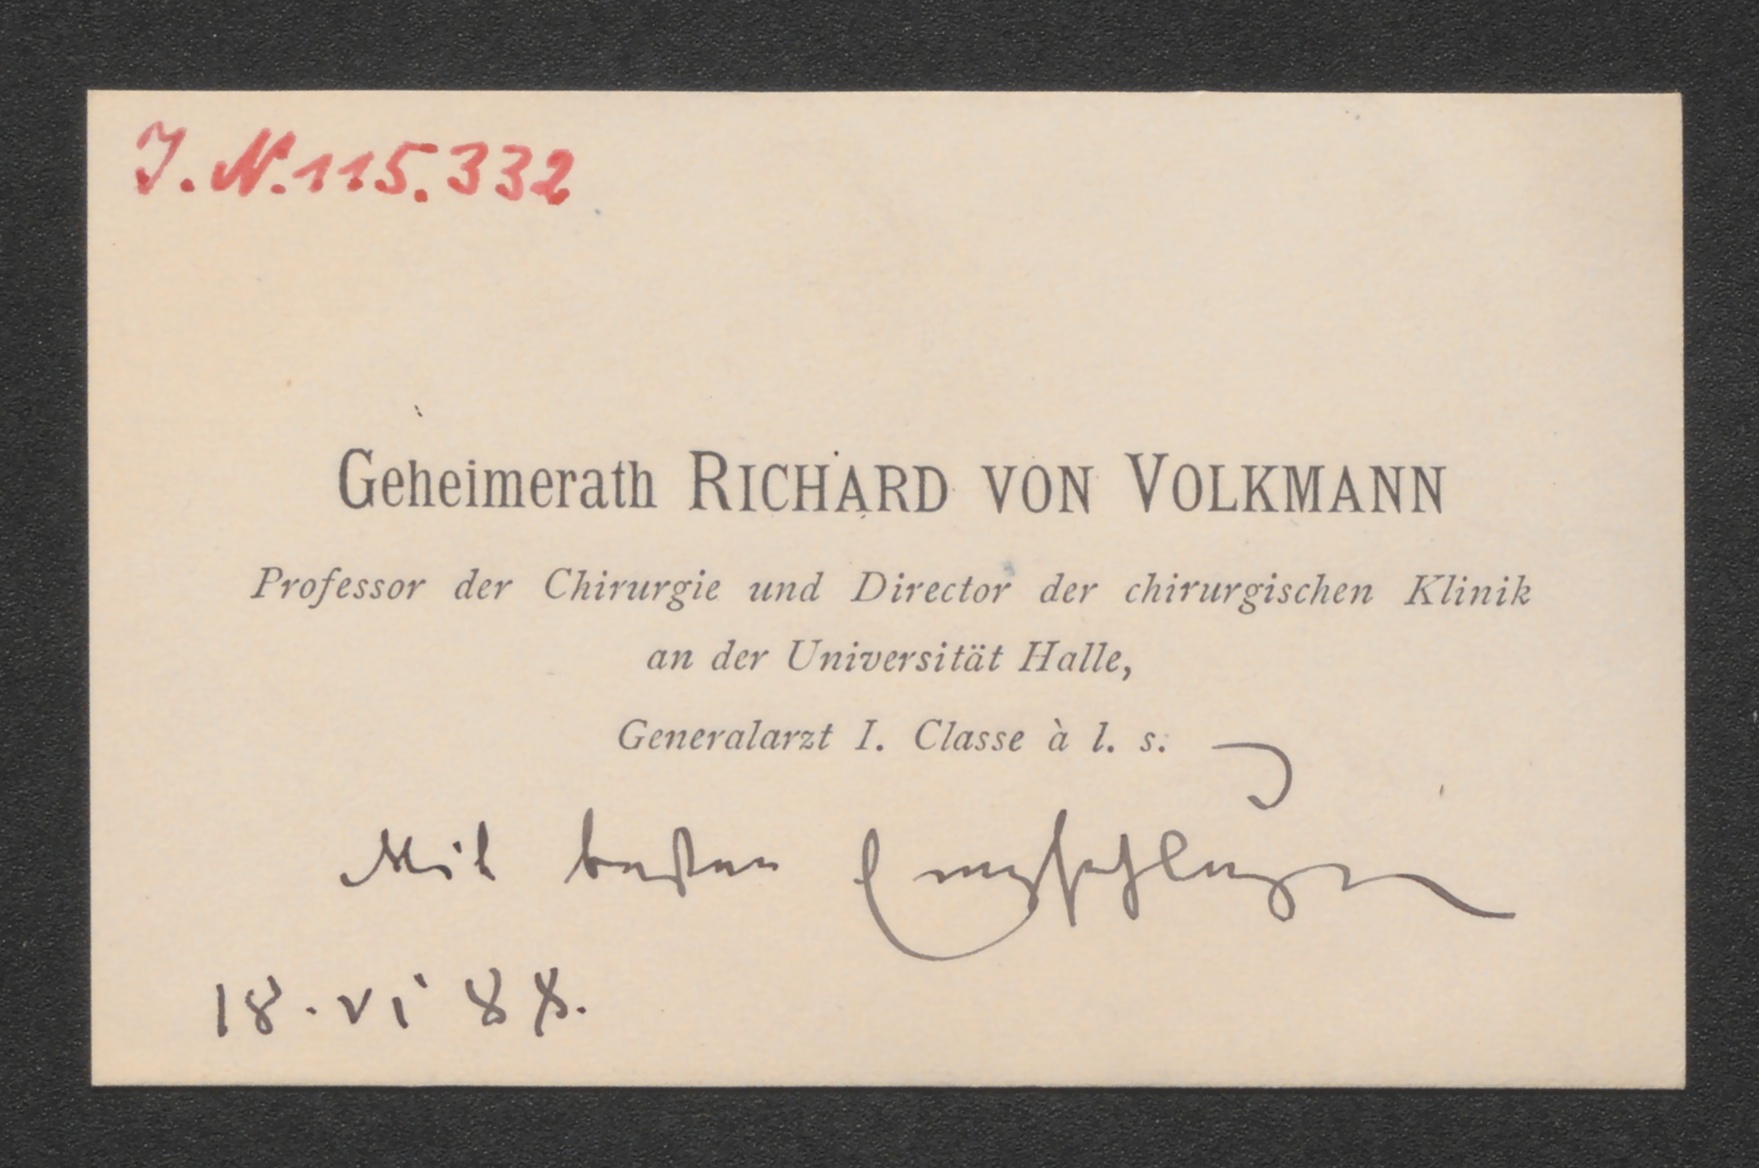 I. N. 115.332
Geheimerath RICHARD VON VOLKMANN
Professor der Chirurgie und Director der chirurgischen Klinik
an der Universität Halle,
Generalarzt I. Classe à l. s.
Mit besten Empfehlungen
18. VI 88.